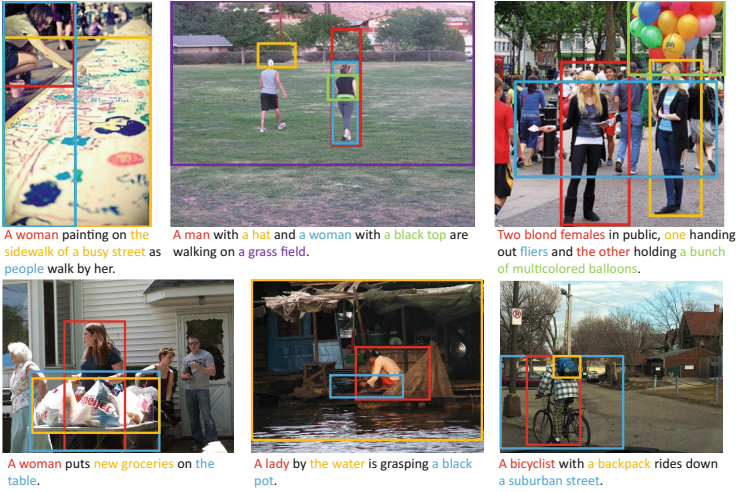 A woman painting on the
sidewalk of a busy street as
people walk by her.
A man with a hat and a woman with a black top are
walking on a grass field.
Two blond females in public, one handing
out fliers and the other holding a bunch
of multicolored balloons.
meijer
A woman puts new groceries on the
table.
A lady by the water is grasping a black
pot.
P
A bicyclist with a backpack rides down
a suburban street.